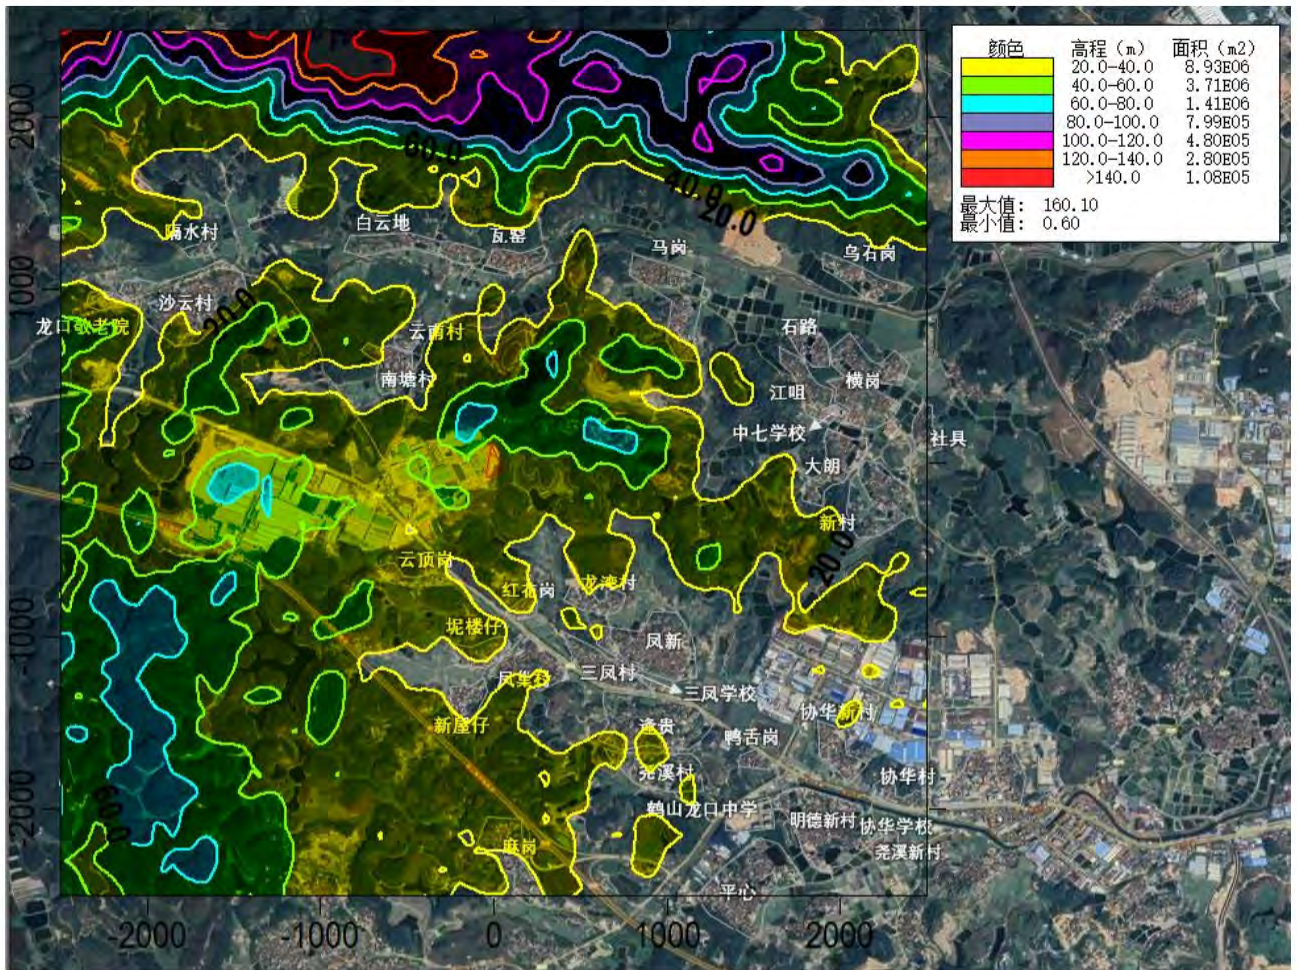 颜色 高程（m） 面积（m2）
20.0-40.0 8.93E06
40.0-60.0 3.71E06
60.0-80.0 1.41E06
80.0-100.0 7.99E05
100.0-120.0 4.80E05
120.0-140.0 2.80E05
>140.0 1.08E05
最大值： 160.10
最小值： 0.60
2000
60.0
40.0
20.0
隔水村
白云地
瓦窑
马岗
乌石岗
1000
沙云村
20.0
龙口敬老院
云南村
石路
南塘村
江咀
横岗
中七学校
社具
0
大朗
新村
20.0
云顶岗
红花岗
龙湾村
坭楼仔
-1000
凤新
三凤村
凤集村
三凤学校
协华新村
新屋仔
逢贵
鸭舌岗
尧溪村
协华村
-2000
60.0
鹤山龙口中学
明德新村
协华学校
麻岗
尧溪新村
平心
-2000 -1000 0 1000 2000